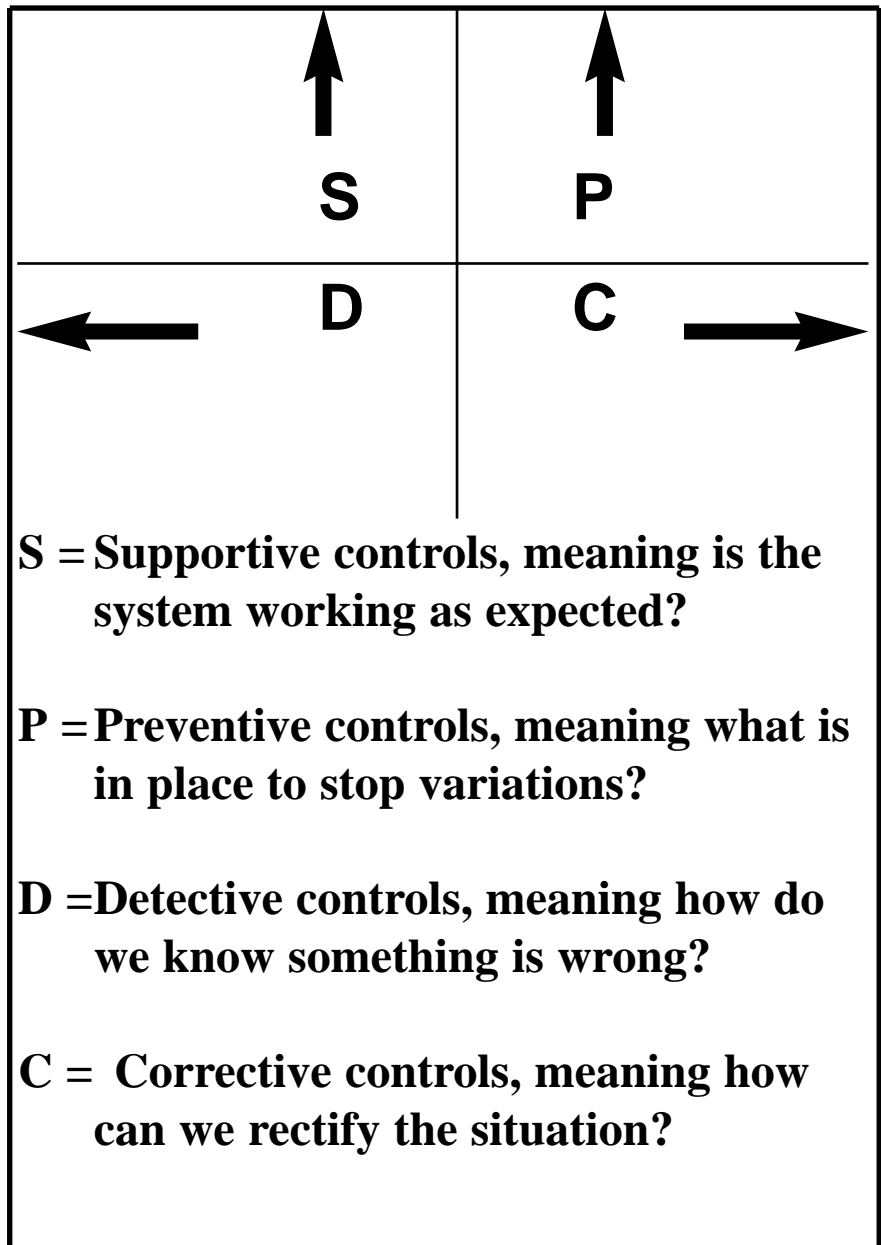 S P
D C
S = Supportive controls, meaning is the
system working as expected?
P = Preventive controls, meaning what is
in place to stop variations?
D =Detective controls, meaning how do
we know something is wrong?
C = Corrective controls, meaning how
can we rectify the situation?